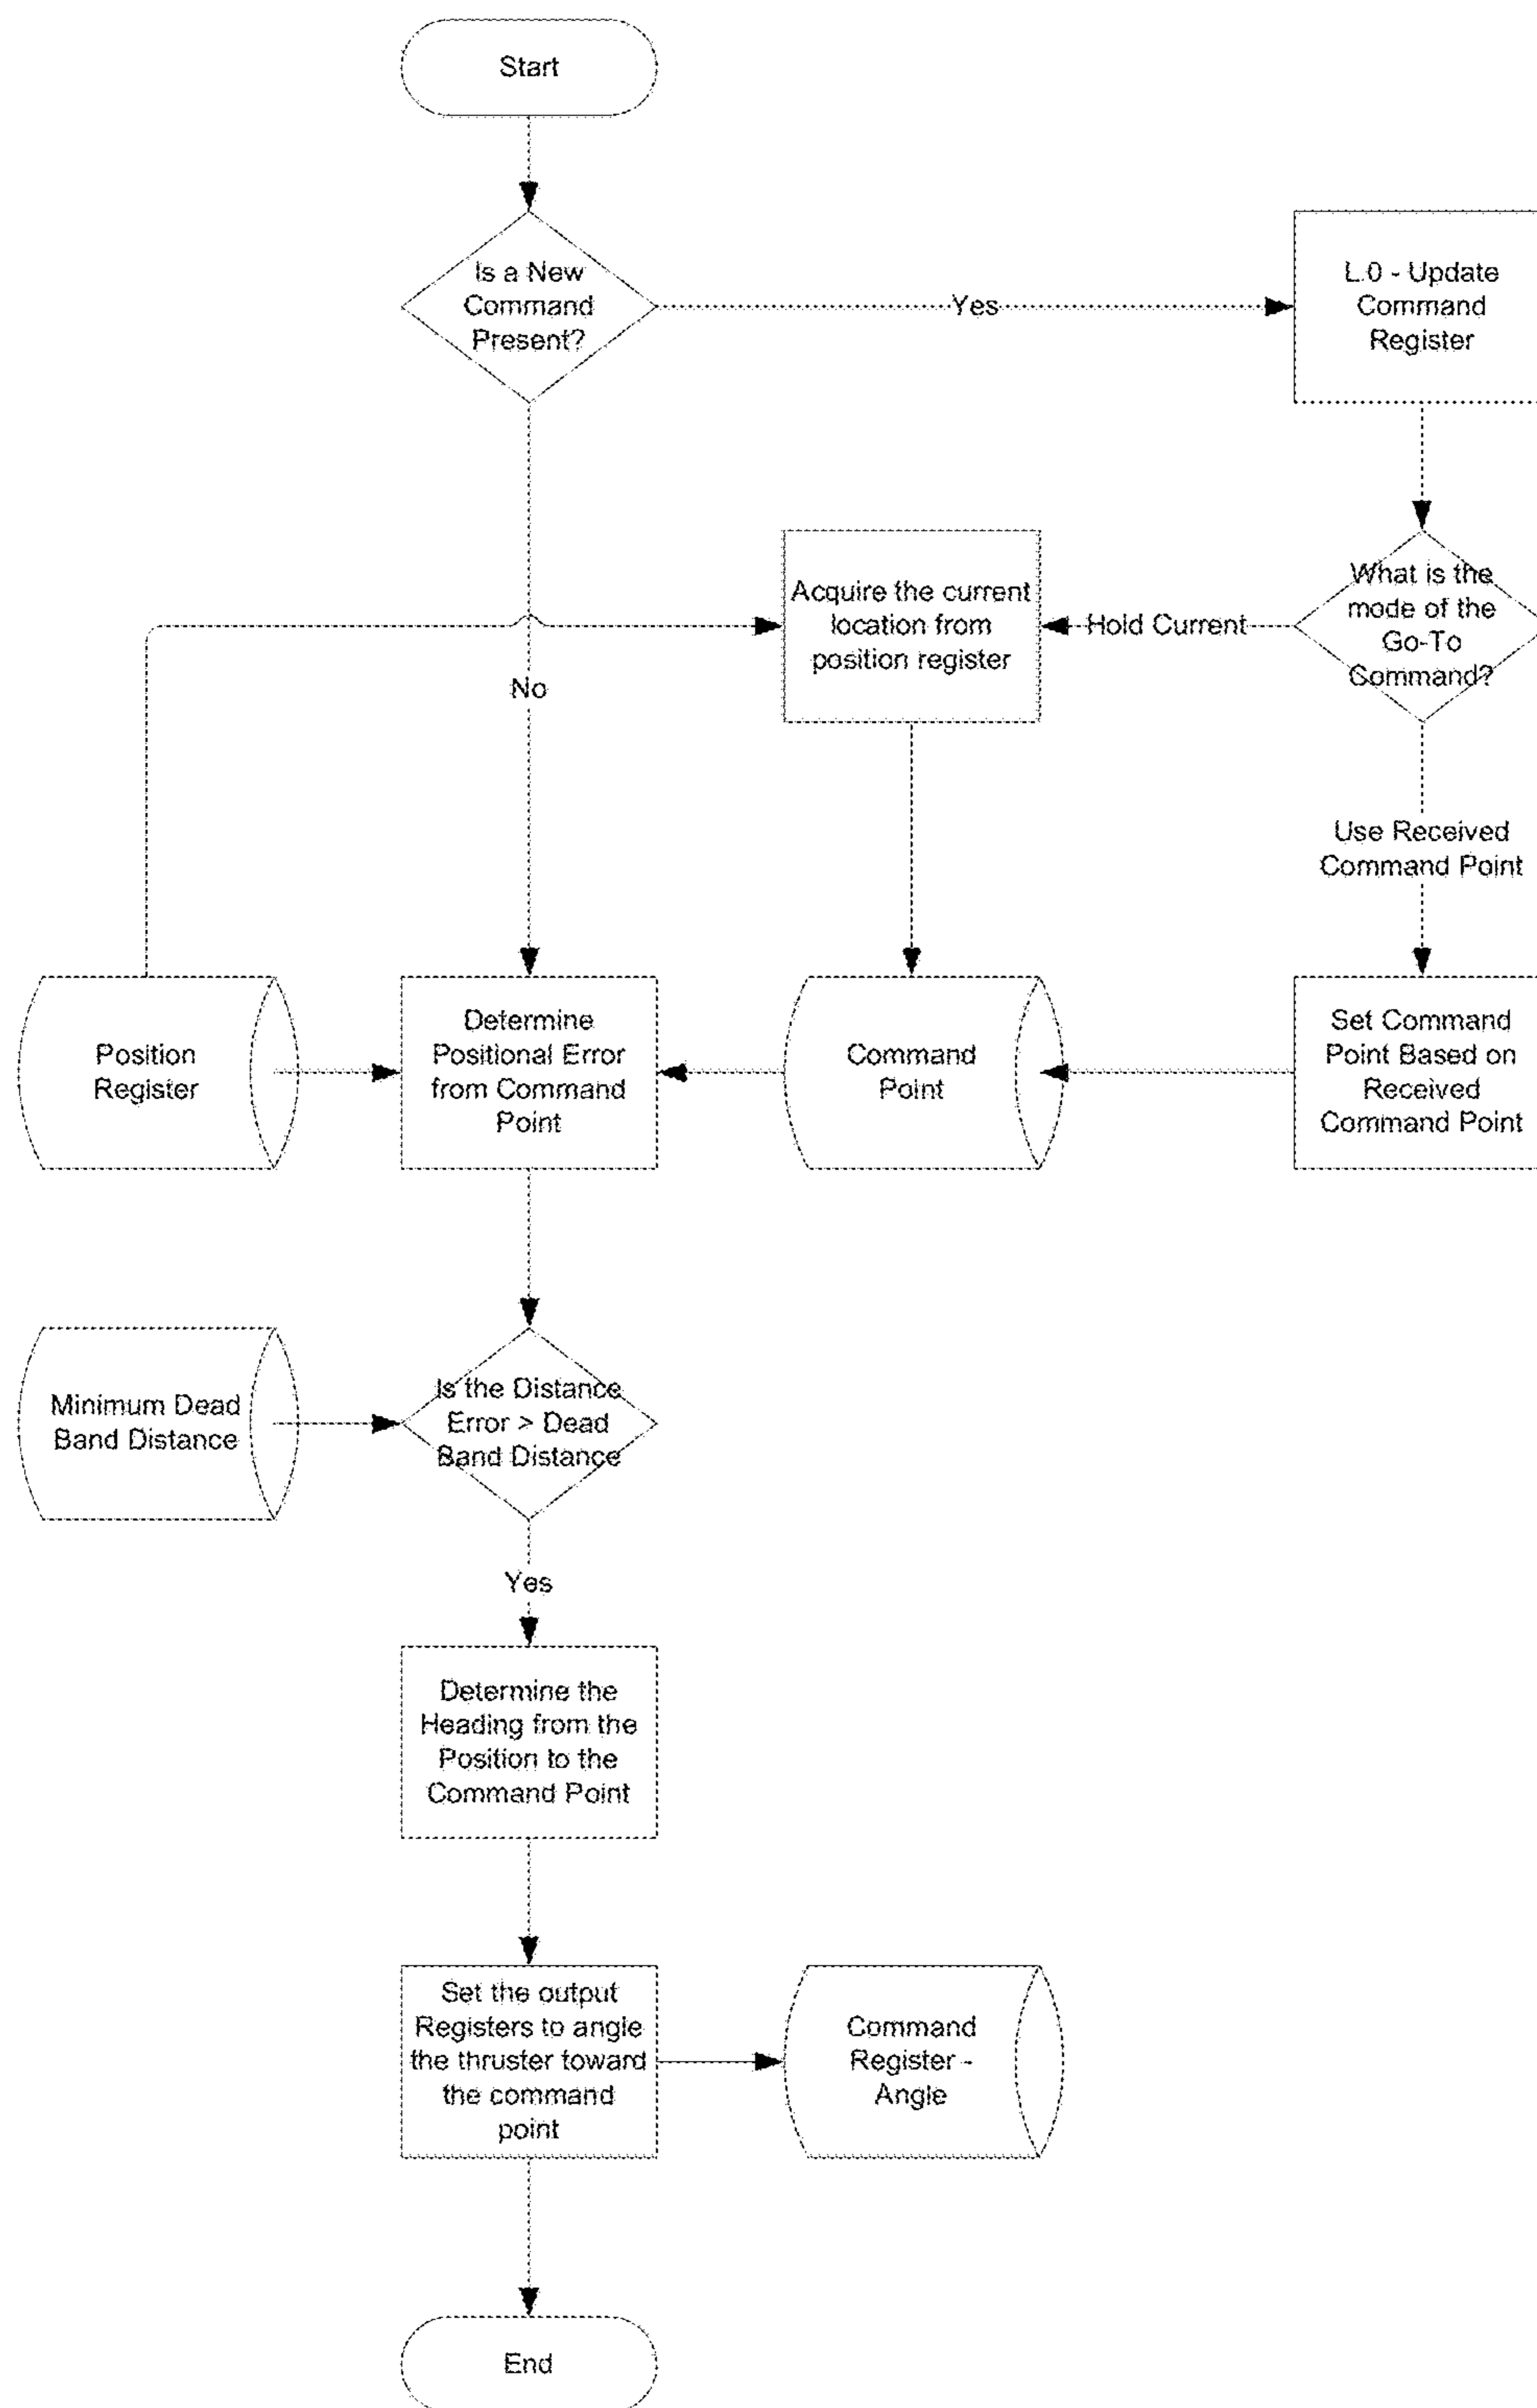 Start
Is a New
Command
Present?
Yes
L.0 - Update
Command
Register
Acquire the current
location from
position register
Hold Current
What is the
mode of the
Go-To
Command?
No
Use Received
Command Point
Position
Register
Determine
Positional Error
from Command
Point
Command
Point
Set Command
Point Based on
Received
Command Point
Minimum Dead
Band Distance
Is the Distance
Error > Dead
Band Distance
Yes
Determine the
Heading from the
Position to the
Command Point
Set the output
Registers to angle
the thruster toward
the command
point
Command
Register -
Angle
End